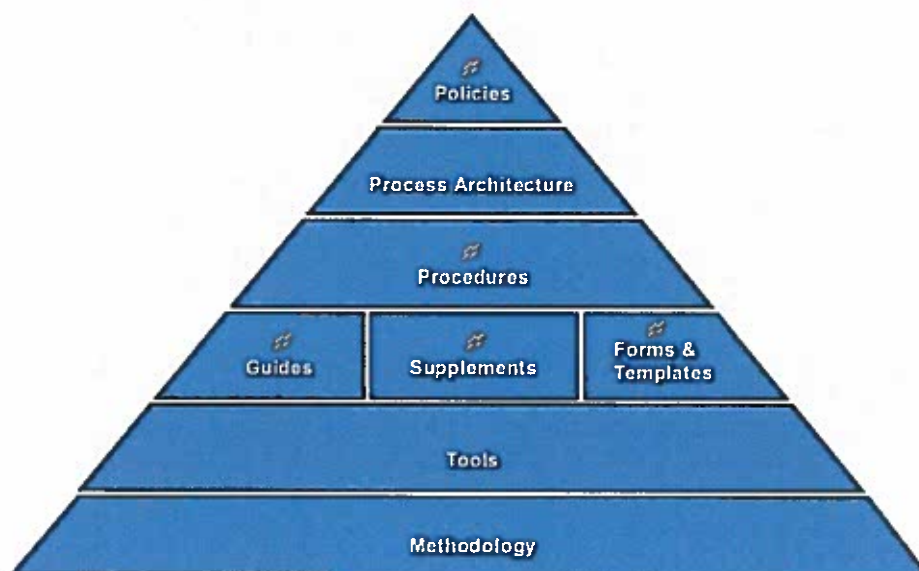 Policies
Process Architecture
Procedures
Guides
Supplements
Forms &
Templates
Tools
Methodology